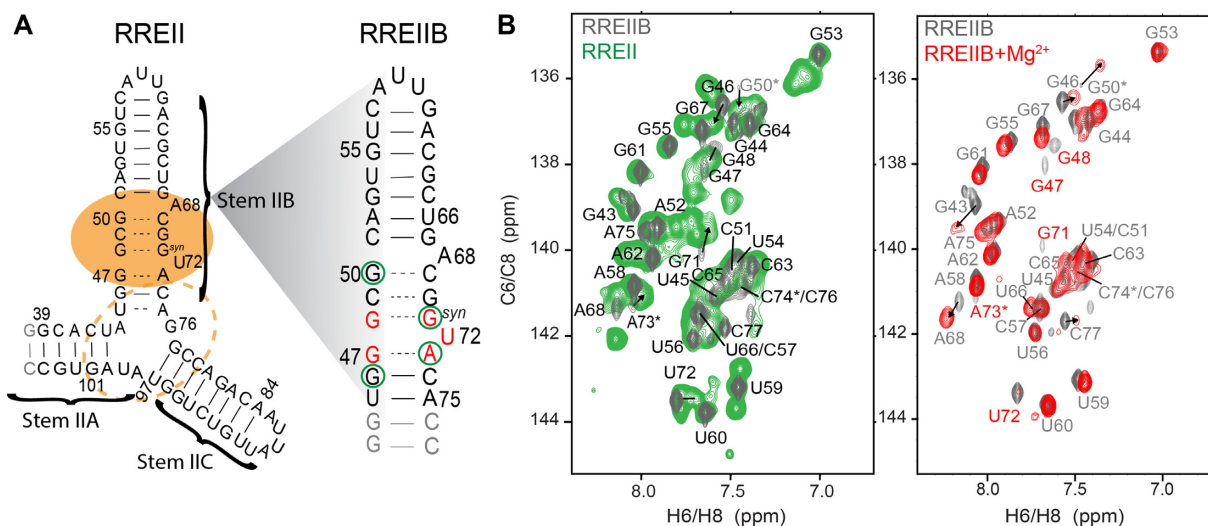 A
RREII
RREIIB
U
A U
C G
U A
55 G C
U G
G C
A U
C G
A68
50 G C
C G
G G syn
U72
47 G A
G C
U A
G76
39
G G C A C U A
C C G U G A U A
101
97
G C C A G A C A A U
84
U G G U C U G U U A U
Stem IIB
Stem IIA
Stem IIC
A U U
C G
U A
55 G C
U G
G C
A U66
C G
A68
50 G C
C G
G G syn
U72
47 G A
G C
U A75
G C
G C
B
RREIIB
RREII
G53
G46
G50*
G67
G55
G64
G44
G48
G47
G61
G43
A52
A75
C51
U54
A62
G71
A58
U45
C65
C63
A68
A73*
C74*/C76
C77
U56
U66/C57
U72
U59
U60
136
138
140
142
144
8.0
7.5
7.0
H6/H8 (ppm)
C6/C8 (ppm)
RREIIB
RREIIB+Mg2+
G53
G46
G50*
G67
G64
G55
G44
G48
G61
G47
G43
A52
G71
U54/C51
A75
A62
C65
C63
A58
U45
U66
C74*/C76
A73*
C57
C77
A68
U56
U72
U59
U60
136
138
140
142
144
8.0
7.5
7.0
H6/H8 (ppm)